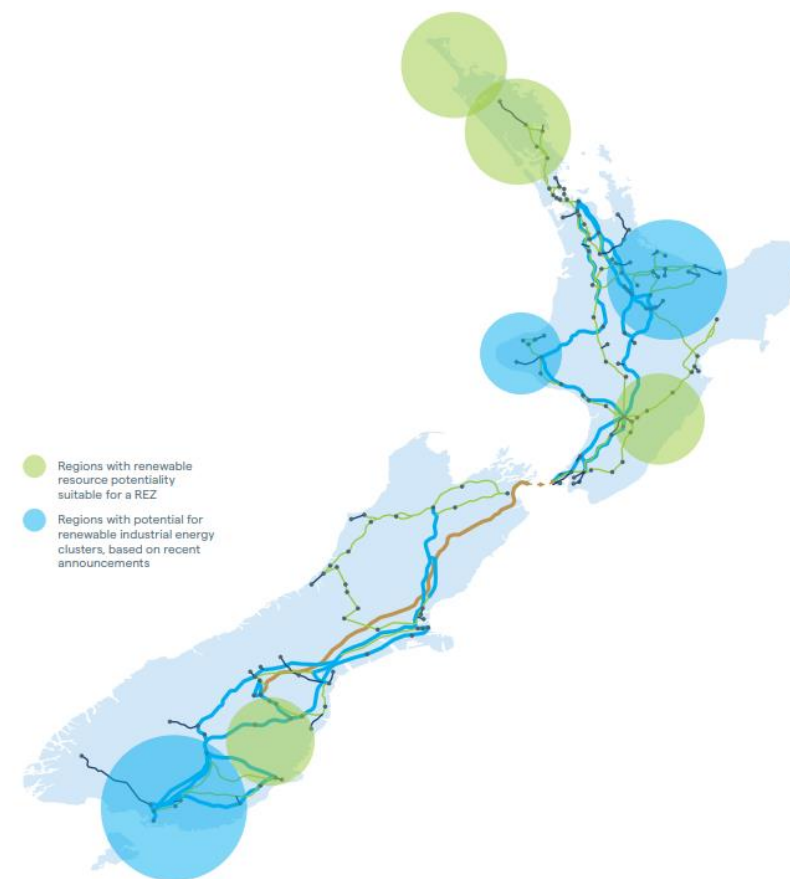 Regions with renewable
resource potentiality
suitable for a REZ
Regions with potential for
renewable industrial energy
clusters, based on recent
announcements